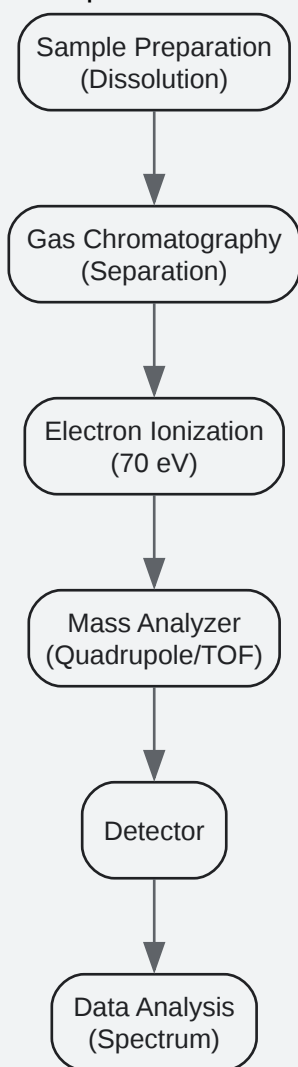 Sample Preparation
(Dissolution)
Gas Chromatography
(Separation)
Electron Ionization
(70 eV)
Mass Analyzer
(Quadrupole/TOF)
Detector
Data Analysis
(Spectrum)